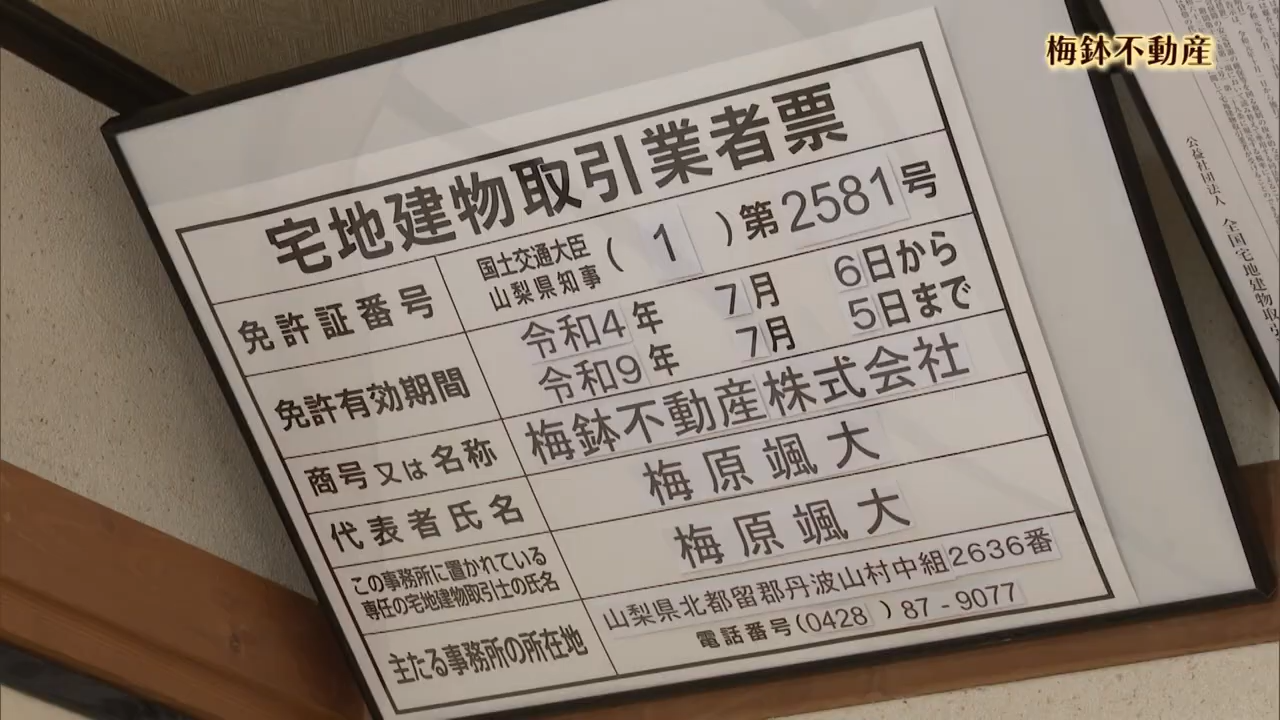 梅鉢不動産
宅地建物取引業者票
免許証番号
国土交通大臣
山梨県知事
( 1 )第2581号
免許有効期間
令和4年 7月 6日から
令和9年 7月 5日まで
商号又は名称
梅鉢不動産株式会社
代表者氏名
梅原颯大
この事務所に置かれている
専任の宅地建物取引士の氏名
梅原颯大
主たる事務所の所在地
山梨県北都留郡丹波山村中組2636番
電話番号(0428 ) 87 - 9077
公益社団法人 全国宅地建物取引